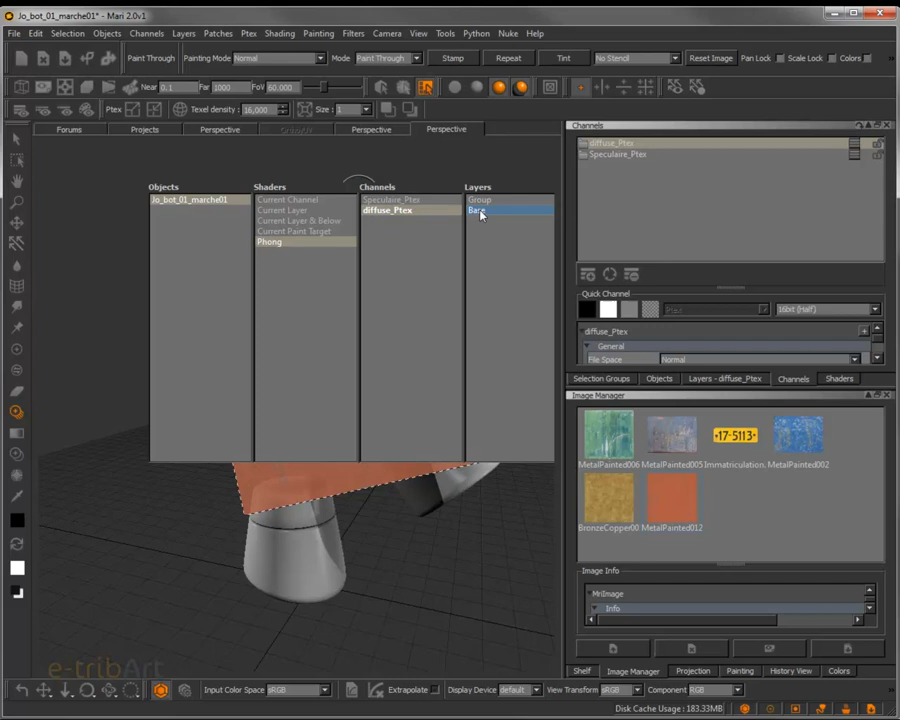 Jo_bot_01_marche01* - Mari 2.0v1
File Edit Selection Objects Channels Layers Patches Ptex Shading Painting Filters Camera View Tools Python Nuke Help
Paint Through Painting Mode Normal Mode Paint Through Stamp Repeat Tint No Stencil Reset Image Pan Lock Scale Lock Colors
Near 0,1 Far 1000 FoV 60.000
Ptex Texel density: 16,000 Size: 1
Forums Projects Perspective Perspective Perspective
Channels
diffuse_Ptex
Speculaire_Ptex
Objects Shaders Channels Layers
Jo_bot_01_marche01 Current Channel Speculaire_Ptex Group
Current Layer diffuse_Ptex Base
Current Layer & Below
Current Paint Target
Phong
Quick Channel
Ptex 16bit (Half)
diffuse_Ptex
General
File Space Normal
Selection Groups Objects Layers - diffuse_Ptex Channels Shaders
Image Manager
17-5113
MetalPainted006 MetalPainted005 Immatriculation. MetalPainted002
BronzeCopper00 MetalPainted012
Image Info
MriImage
Info
Shelf Image Manager Projection Painting History View Colors
e-tribArt
Input Color Space sRGB Extrapolate Display Device default View Transform sRGB Component RGB
Disk Cache Usage: 183.33MB